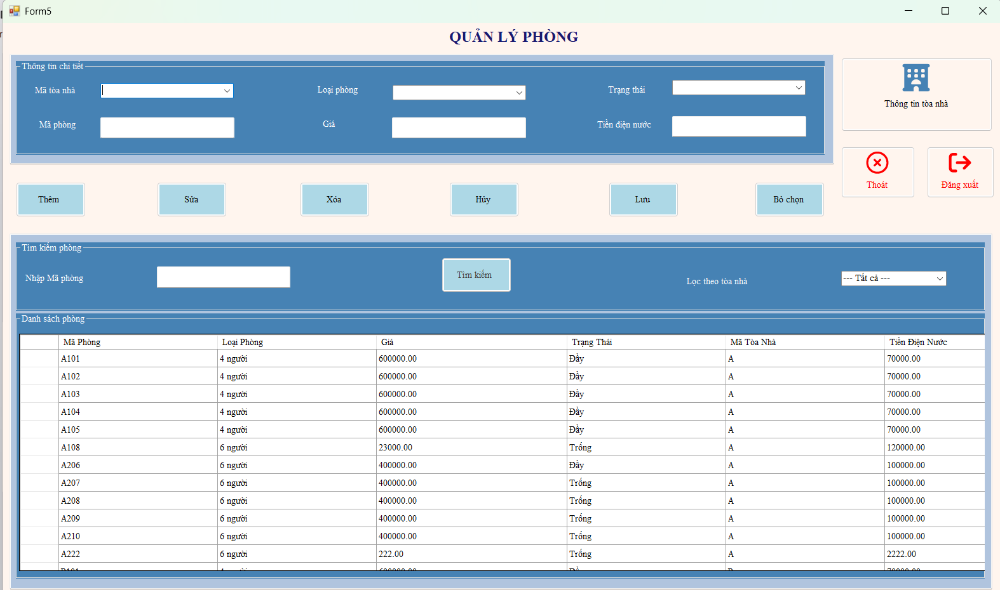 Form5
QUẢN LÝ PHÒNG
Thông tin chi tiết
Mã tòa nhà
Loại phòng
Trạng thái
Mã phòng
Giá
Tiền điện nước
Thông tin tòa nhà
Thoát
Đăng xuất
Thêm
Sửa
Xóa
Hủy
Lưu
Bỏ chọn
Tìm kiếm phòng
Nhập Mã phòng
Tìm kiếm
Lọc theo tòa nhà
--- Tất cả ---
Danh sách phòng
Mã Phòng Loại Phòng Giá Trạng Thái Mã Tòa Nhà Tiền Điện Nước
A101 4 người 600000.00 Đầy A 70000.00
A102 4 người 600000.00 Đầy A 70000.00
A103 4 người 600000.00 Đầy A 70000.00
A104 4 người 600000.00 Đầy A 70000.00
A105 4 người 600000.00 Đầy A 70000.00
A108 6 người 23000.00 Trống A 120000.00
A206 6 người 400000.00 Đầy A 100000.00
A207 6 người 400000.00 Trống A 100000.00
A208 6 người 400000.00 Trống A 100000.00
A209 6 người 400000.00 Trống A 100000.00
A210 6 người 400000.00 Trống A 100000.00
A222 6 người 222.00 Trống A 2222.00